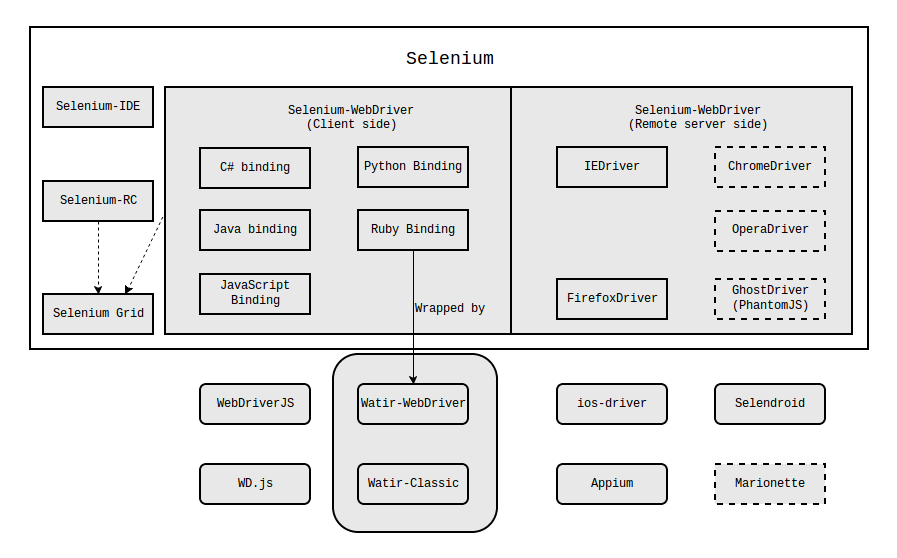 Selenium
Selenium-IDE
Selenium-RC
Selenium Grid
Selenium-WebDriver
(Client side)
C# binding
Python Binding
Java binding
Ruby Binding
JavaScript
Binding
Wrapped by
Selenium-WebDriver
(Remote server side)
IEDriver
ChromeDriver
OperaDriver
FirefoxDriver
GhostDriver
(PhantomJS)
WebDriverJS
Watir-WebDriver
ios-driver
Selendroid
WD.js
Watir-Classic
Appium
Marionette